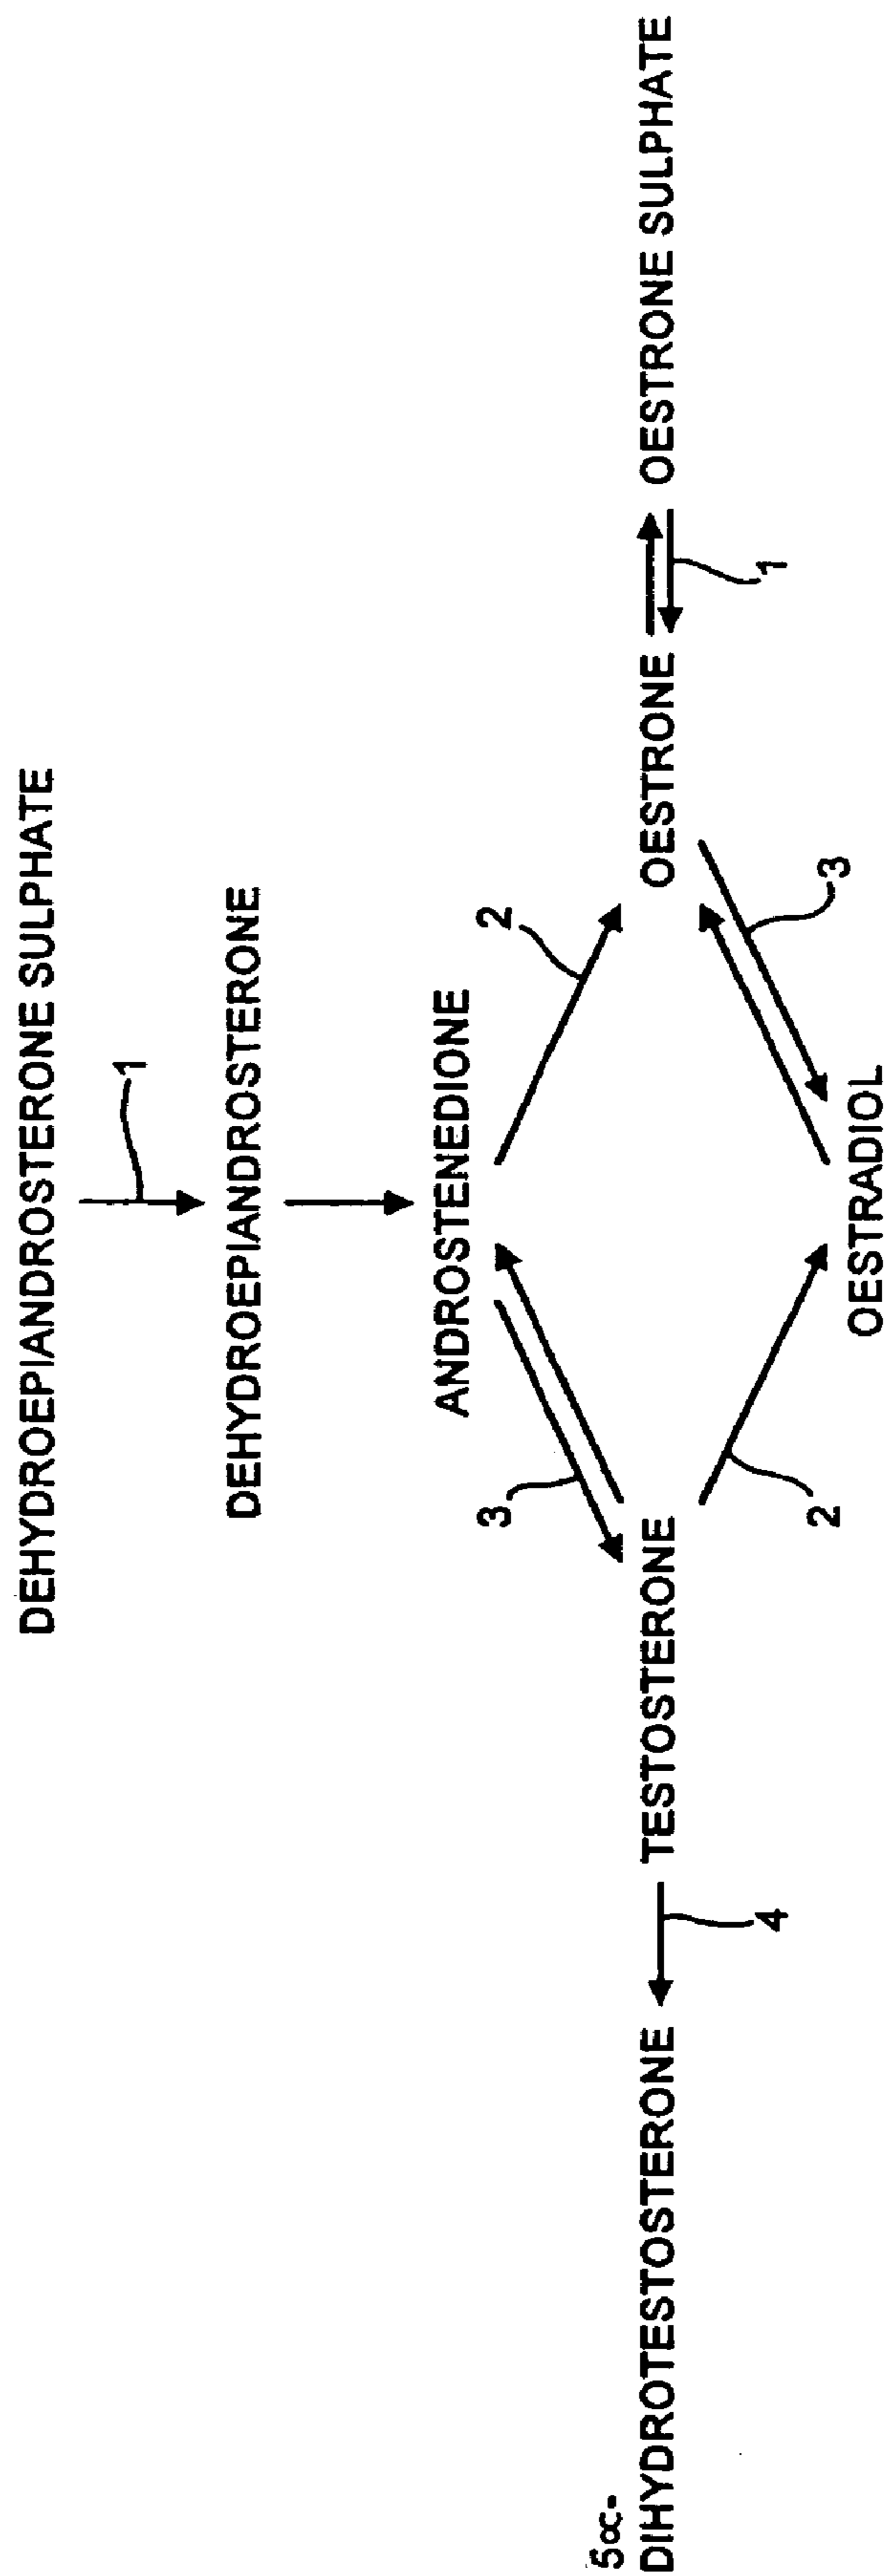 DEHYDROEPIANDROSTERONE SULPHATE
1
DEHYDROEPIANDROSTERONE
ANDROSTENEDIONE
3
2
5α-
DIHYDROTESTOSTERONE
4
TESTOSTERONE
OESTRONE
1
OESTRONE SULPHATE
2
3
OESTRADIOL